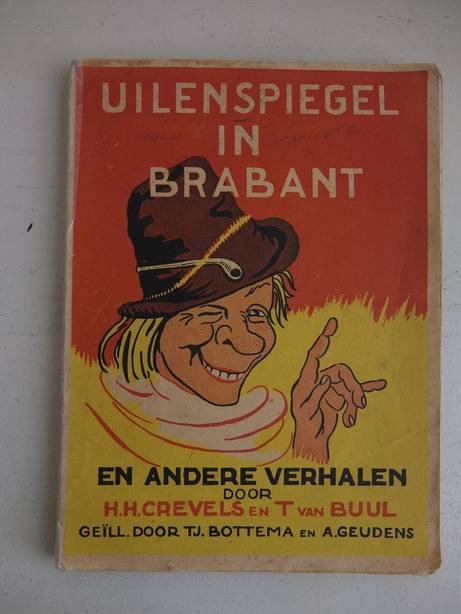 UILENSPIEGEL
IN
BRABANT
EN ANDERE VERHALEN
DOOR
H.H. CREVELS EN T VAN BUUL
GEÏLL. DOOR TJ. BOTTEMA EN A. GEUDENS